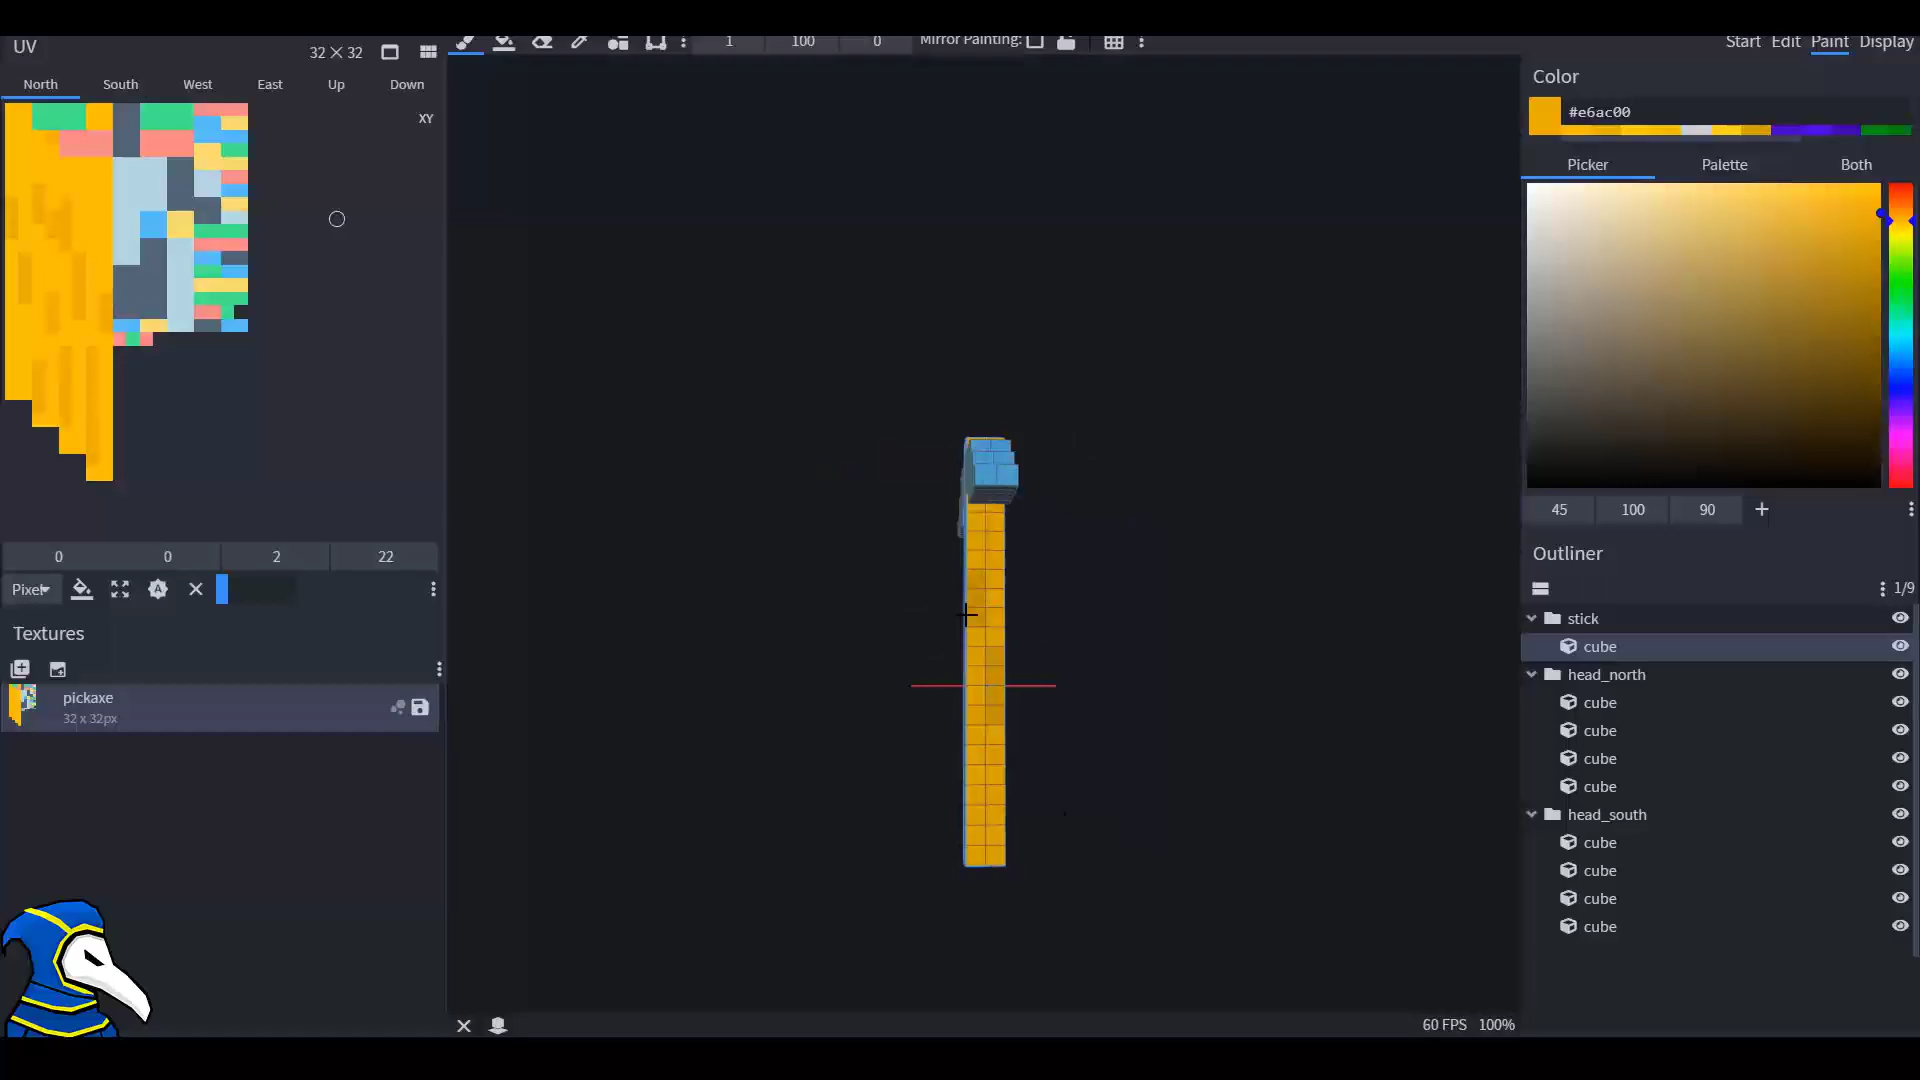 UV
32 × 32
1 100 0 Mirror Painting:
Start Edit Paint Display
North South West East Up Down
XY
0 0 2 22
Pixel
Textures
pickaxe
32 x 32px
Color
#e6ac00
Picker Palette Both
45 100 90
Outliner
1/9
stick
cube
head_north
cube
cube
cube
cube
head_south
cube
cube
cube
cube
60 FPS 100%